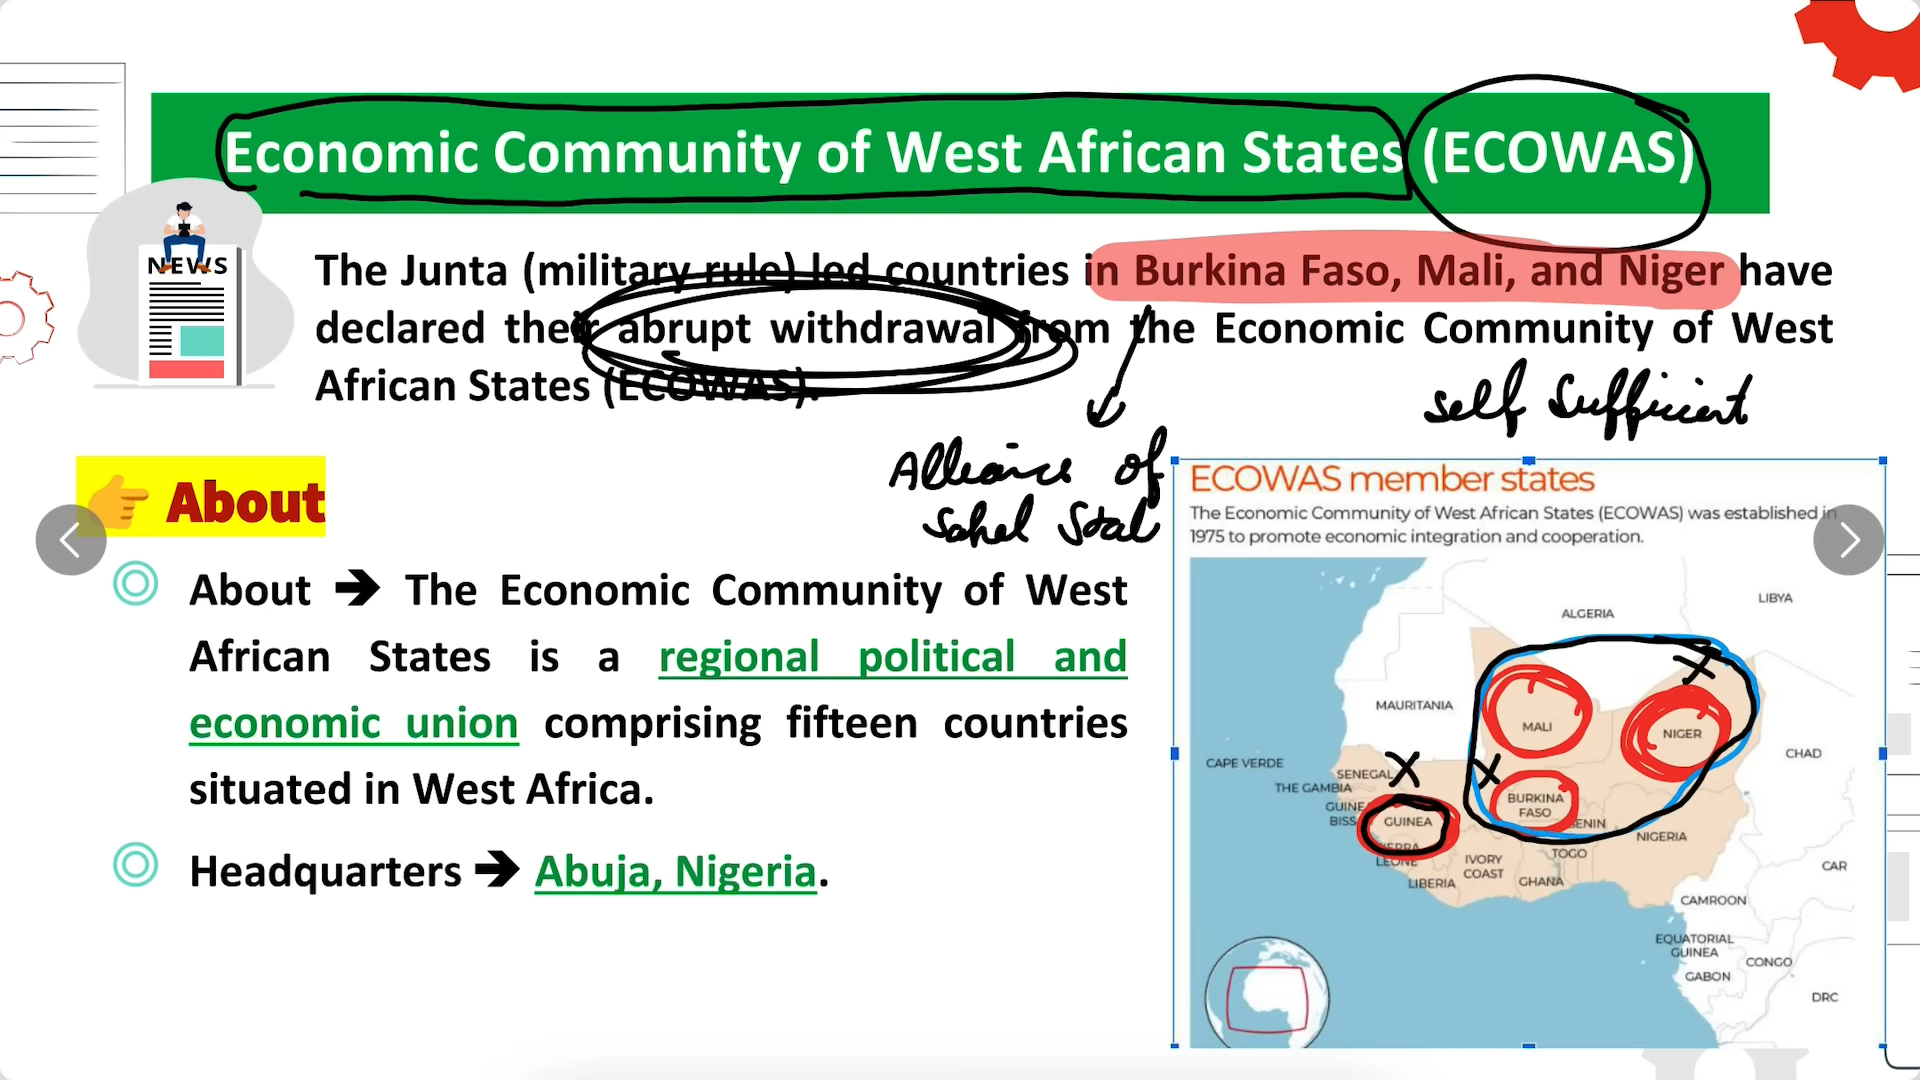 Economic Community of West African States (ECOWAS)
NEWS
The Junta (military rule) led countries in Burkina Faso, Mali, and Niger have
declared their abrupt withdrawal from the Economic Community of West
African States (ECOWAS).
self Sufficient
Alliance of
Sahel
About
ECOWAS member states
The Economic Community of West African States (ECOWAS) was established in
1975 to promote economic integration and cooperation.
About ➔ The Economic Community of West
African States is a regional political and
economic union comprising fifteen countries
situated in West Africa.
Headquarters ➔ Abuja, Nigeria.
LIBYA
ALGERIA
MAURITANIA
MALI
NIGER
CHAD
CAPE VERDE
SENEGAL
THE GAMBIA
BURKINA
FASO
GUINEA
BENIN
NIGERIA
SIERRA
LEONE
IVORY
COAST
TOGO
LIBERIA
GHANA
CAR
CAMROON
EQUATORIAL
GUINEA
CONGO
GABON
DRC